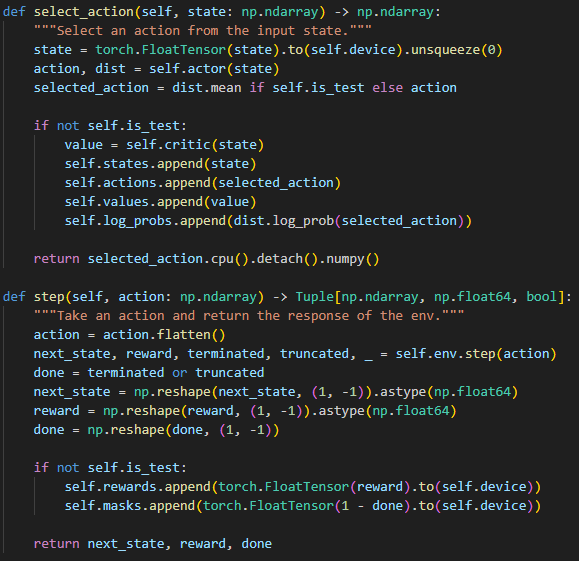 def select_action(self, state: np.ndarray) -> np.ndarray:
    """Select an action from the input state."""
    state = torch.FloatTensor(state).to(self.device).unsqueeze(0)
    action, dist = self.actor(state)
    selected_action = dist.mean if self.is_test else action

    if not self.is_test:
        value = self.critic(state)
        self.states.append(state)
        self.actions.append(selected_action)
        self.values.append(value)
        self.log_probs.append(dist.log_prob(selected_action))

    return selected_action.cpu().detach().numpy()

def step(self, action: np.ndarray) -> Tuple[np.ndarray, np.float64, bool]:
    """Take an action and return the response of the env."""
    action = action.flatten()
    next_state, reward, terminated, truncated, _ = self.env.step(action)
    done = terminated or truncated
    next_state = np.reshape(next_state, (1, -1)).astype(np.float64)
    reward = np.reshape(reward, (1, -1)).astype(np.float64)
    done = np.reshape(done, (1, -1))

    if not self.is_test:
        self.rewards.append(torch.FloatTensor(reward).to(self.device))
        self.masks.append(torch.FloatTensor(1 - done).to(self.device))

    return next_state, reward, done